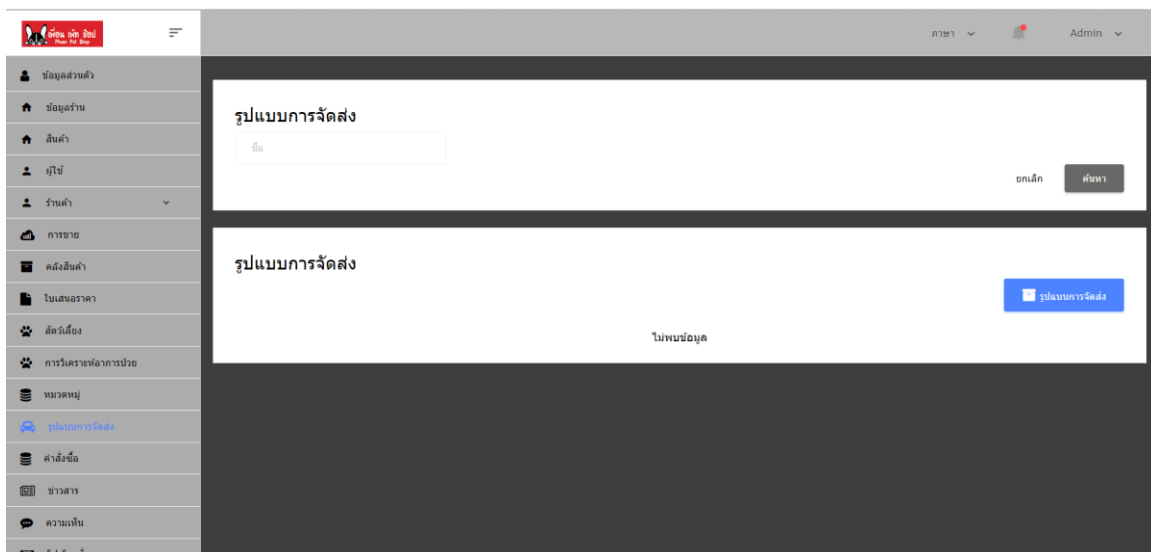 เพื่อน เพ็ท ช็อป
Phuen Pet Shop
ภาษา
Admin
ข้อมูลส่วนตัว
ข้อมูลร้าน
สินค้า
ผู้ใช้
ร้านค้า
การขาย
คลังสินค้า
ใบเสนอราคา
สัตว์เลี้ยง
การวิเคราะห์อาการป่วย
หมวดหมู่
รูปแบบการจัดส่ง
คำสั่งซื้อ
ข่าวสาร
ความเห็น
รูปแบบการจัดส่ง
ชื่อ
ยกเลิก
ค้นหา
รูปแบบการจัดส่ง
รูปแบบการจัดส่ง
ไม่พบข้อมูล